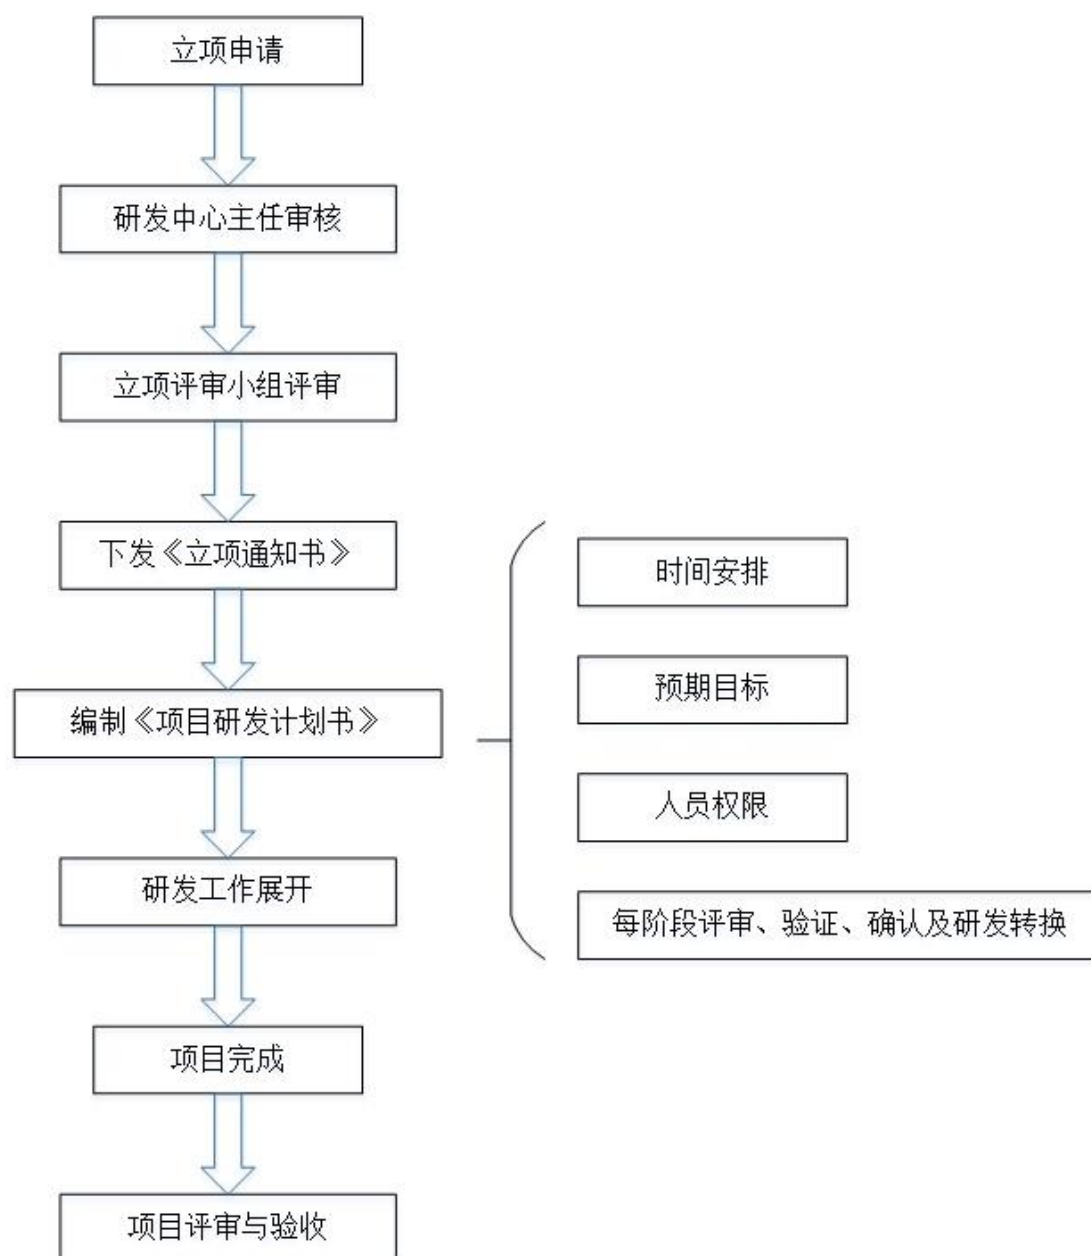 立项申请
研发中心主任审核
立项评审小组评审
下发《立项通知书》
编制《项目研发计划书》
时间安排
预期目标
人员权限
每阶段评审、验证、确认及研发转换
研发工作展开
项目完成
项目评审与验收